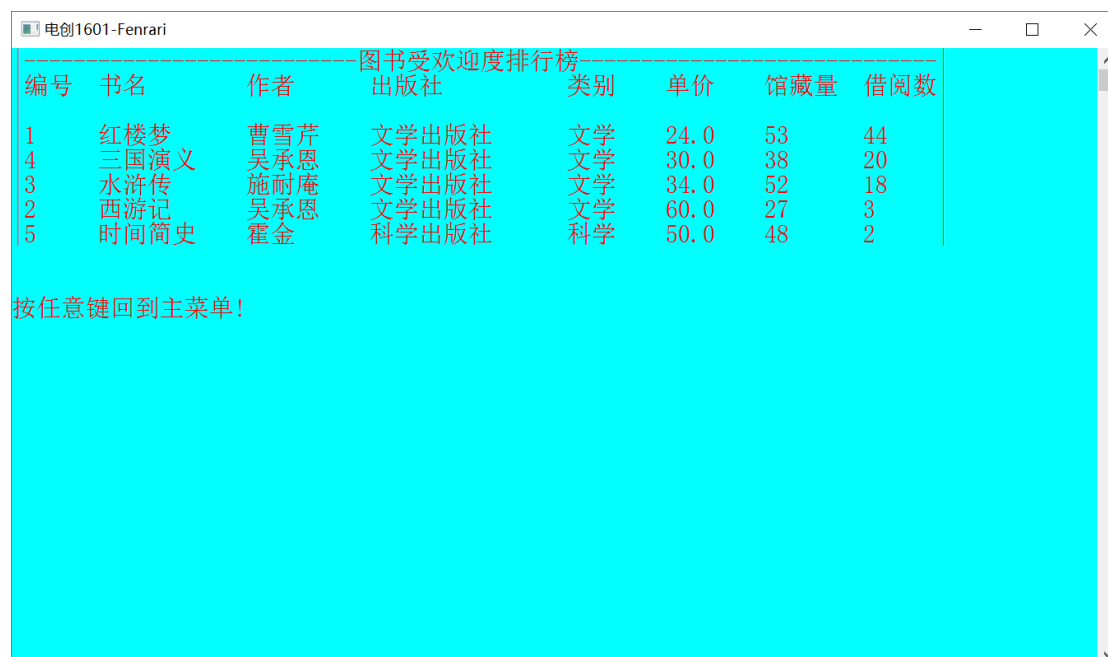 电创1601-Fenrari
---------------------------图书受欢迎度排行榜-----------------------------
编号 书名 作者 出版社 类别 单价 馆藏量 借阅数
1 红楼梦 曹雪芹 文学出版社 文学 24.0 53 44
4 三国演义 吴承恩 文学出版社 文学 30.0 38 20
3 水浒传 施耐庵 文学出版社 文学 34.0 52 18
2 西游记 吴承恩 文学出版社 文学 60.0 27 3
5 时间简史 霍金 科学出版社 科学 50.0 48 2
按任意键回到主菜单!